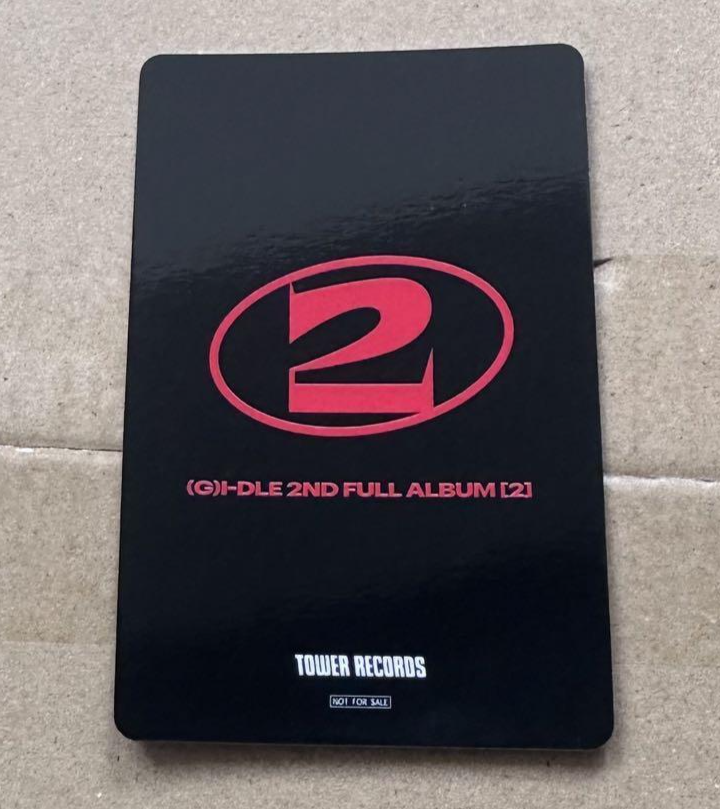 2
(G)I-DLE 2ND FULL ALBUM [2]
TOWER RECORDS
NOT FOR SALE